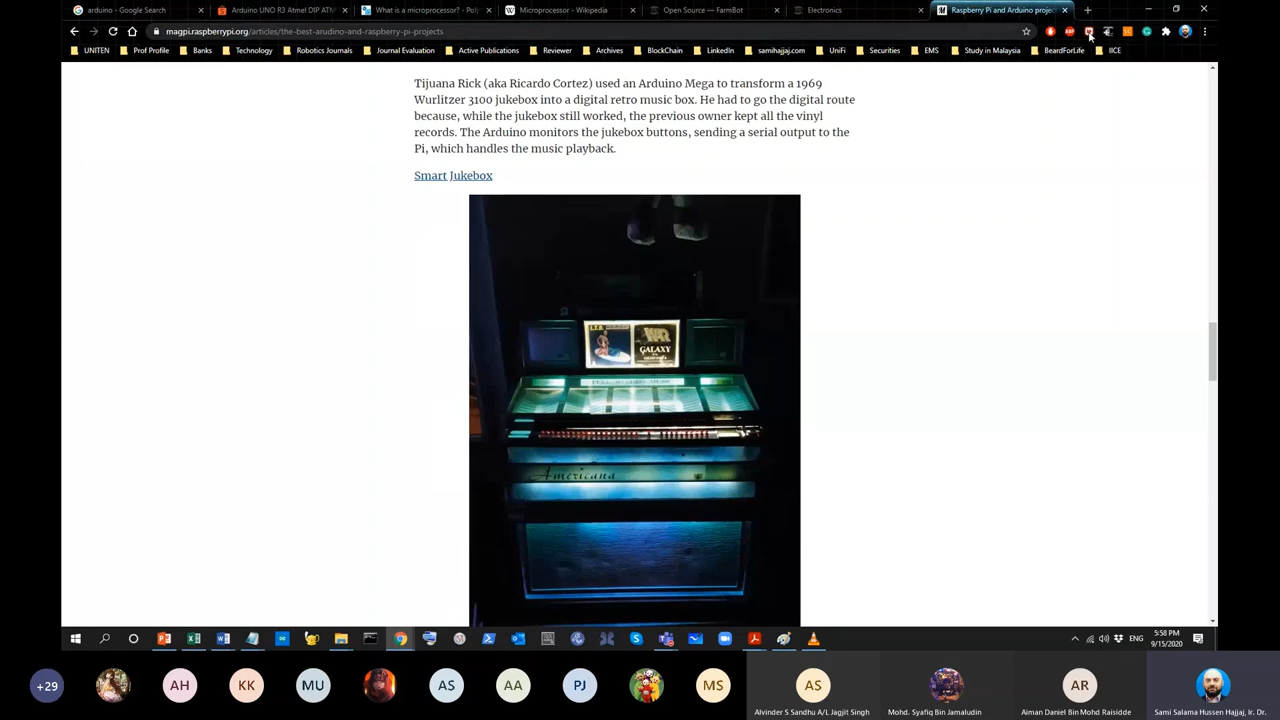 arduino - Google Search
Arduino UNO R3 Atmel DIP ATM
What is a microprocessor? - Pol
Microprocessor - Wikipedia
Open Source — FarmBot
Electronics
Raspberry Pi and Arduino projec
magpi.raspberrypi.org/articles/the-best-arudino-and-raspberry-pi-projects
UNITEN
Prof Profile
Banks
Technology
Robotics Journals
Journal Evaluation
Active Publications
Reviewer
Archives
BlockChain
LinkedIn
samihajjaj.com
UniFi
Securities
EMS
Study in Malaysia
BeardForLife
IICE
Tijuana Rick (aka Ricardo Cortez) used an Arduino Mega to transform a 1969
Wurlitzer 3100 jukebox into a digital retro music box. He had to go the digital route
because, while the jukebox still worked, the previous owner kept all the vinyl
records. The Arduino monitors the jukebox buttons, sending a serial output to the
Pi, which handles the music playback.
Smart Jukebox
WAR
GALAXY
Americana
ENG
5:58 PM
9/15/2020
+29
AH
KK
MU
AS
AA
PJ
MS
AS
AR
Alvinder S Sandhu A/L Jagjit Singh
Mohd. Syafiq Bin Jamaludin
Aiman Daniel Bin Mohd Raisidde
Sami Salama Hussen Hajjaj, Ir. Dr.